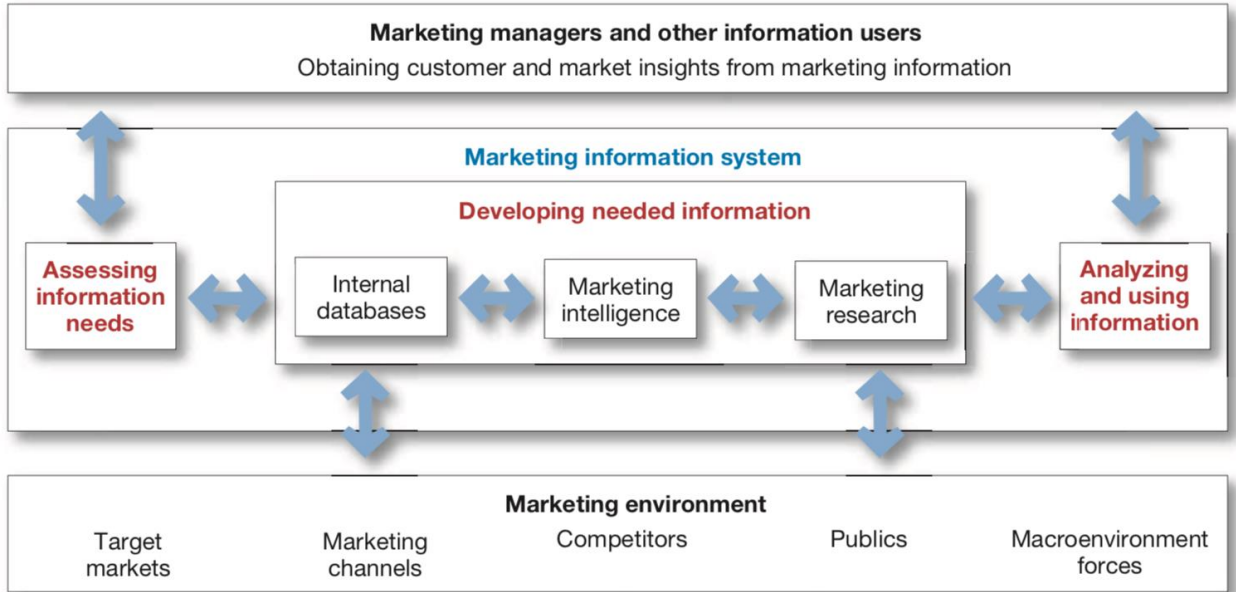 Marketing managers and other information users
Obtaining customer and market insights from marketing information
Marketing information system
Developing needed information
Assessing
information
needs
Internal
databases
Marketing
intelligence
Marketing
research
Analyzing
and using
information
Marketing environment
Target
markets
Marketing
channels
Competitors
Publics
Macroenvironment
forces